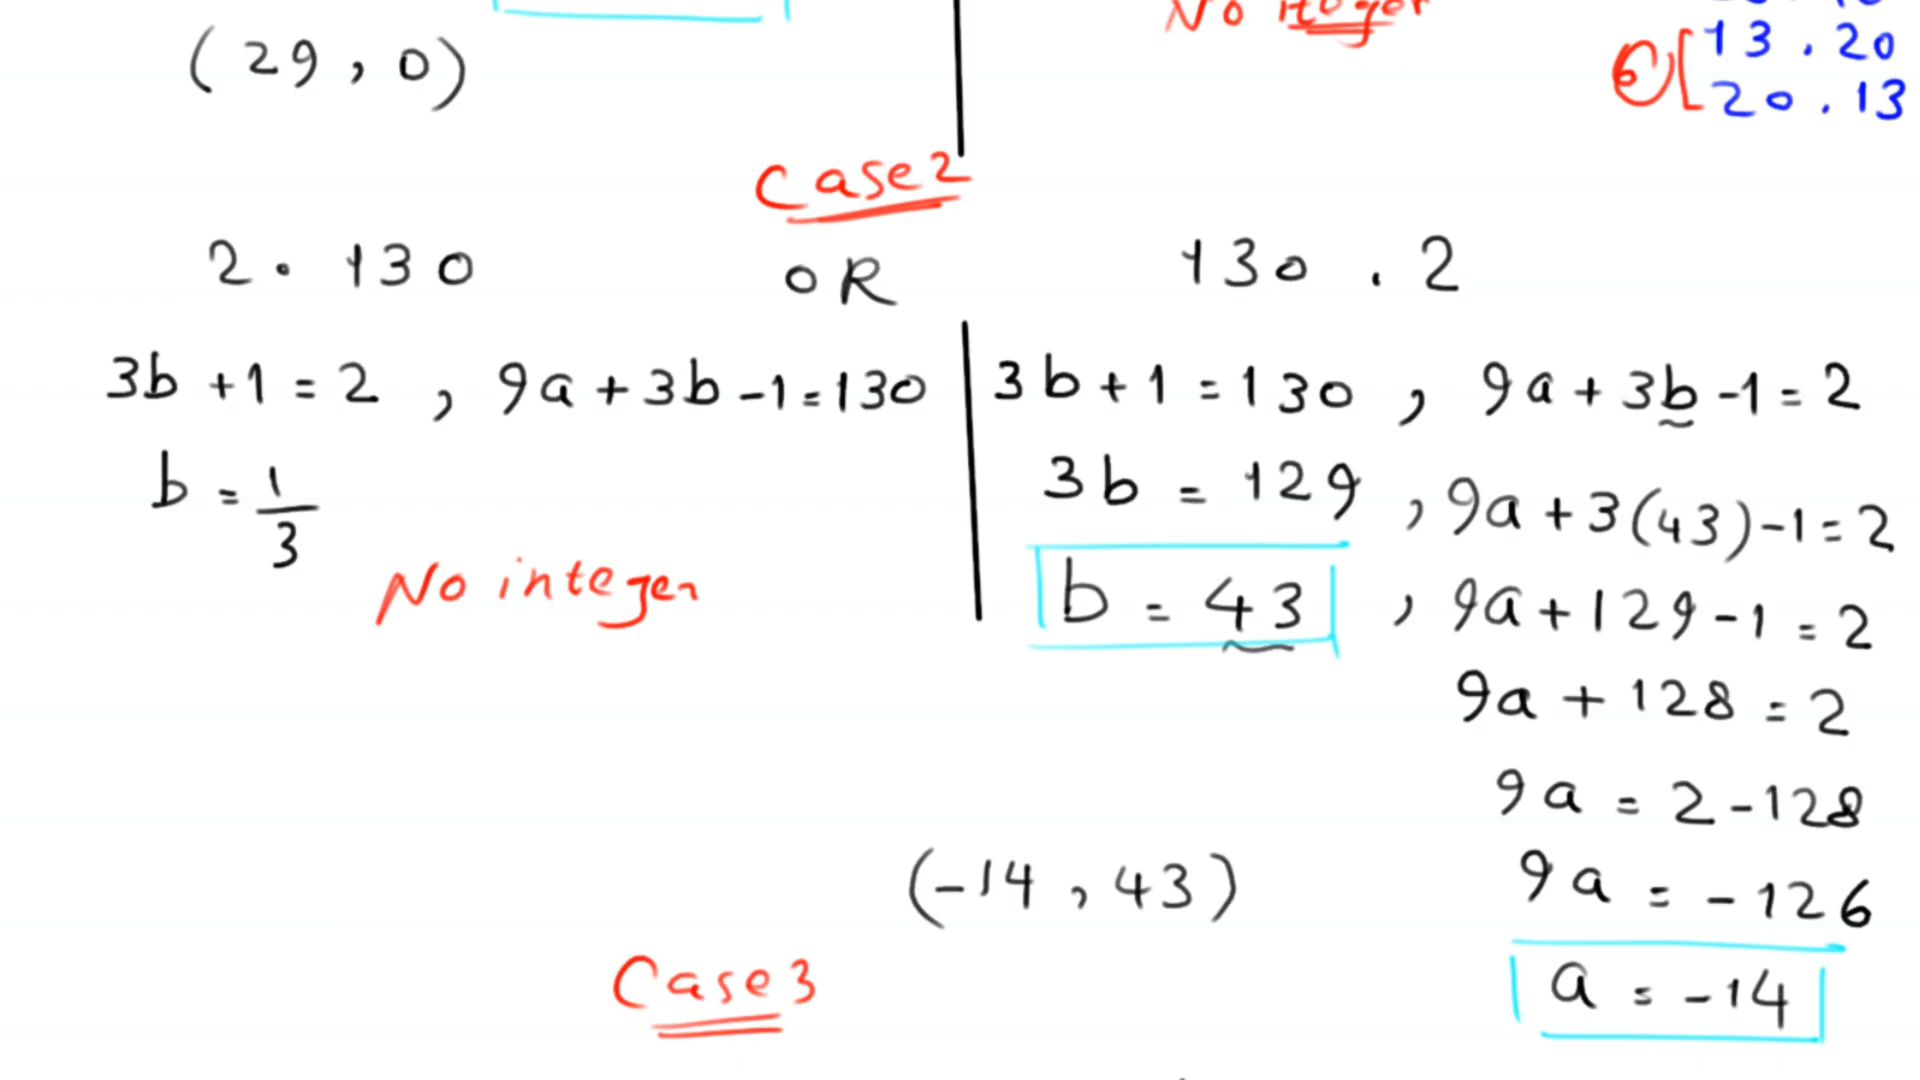 No iteger
(29, 0)
6 [ 13 . 20
20 . 13
Case 2
2 . 130 OR 130 . 2
3b + 1 = 2 , 9a + 3b - 1 = 130
b = 1/3
No integer
3b + 1 = 130 , 9a + 3b - 1 = 2
3b = 129 , 9a + 3(43) - 1 = 2
b = 43 , 9a + 129 - 1 = 2
9a + 128 = 2
9a = 2 - 128
9a = - 126
a = - 14
(-14, 43)
Case 3